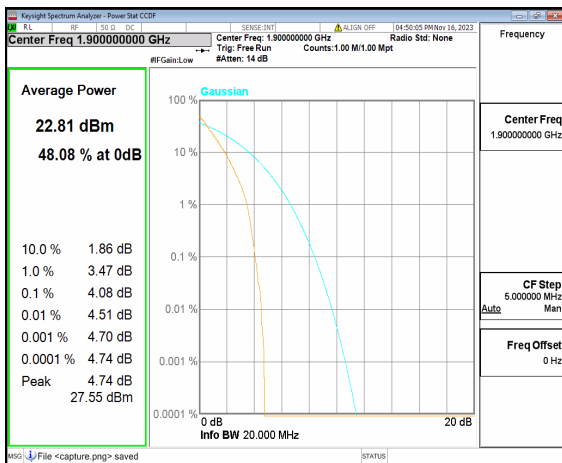 Keysight Spectrum Analyzer - Power Stat CCDF
RL RF 50 Ω DC SENSE:INT ALIGN OFF 04:50:05 PM Nov 16, 2023
Center Freq 1.900000000 GHz
Center Freq: 1.900000000 GHz Radio Std: None
Trig: Free Run Counts:1.00 M/1.00 Mpt
#IFGain:Low #Atten: 14 dB
Frequency
Average Power
22.81 dBm
48.08 % at 0dB
10.0 % 1.86 dB
1.0 % 3.47 dB
0.1 % 4.08 dB
0.01 % 4.51 dB
0.001 % 4.70 dB
0.0001 % 4.74 dB
Peak 4.74 dB
27.55 dBm
Gaussian
100 %
10 %
1 %
0.1 %
0.01 %
0.001 %
0.0001 %
0 dB 20 dB
Info BW 20.000 MHz
Center Freq
1.900000000 GHz
CF Step
5.000000 MHz
Auto Man
Freq Offset
0 Hz
MSG File <capture.png> saved STATUS